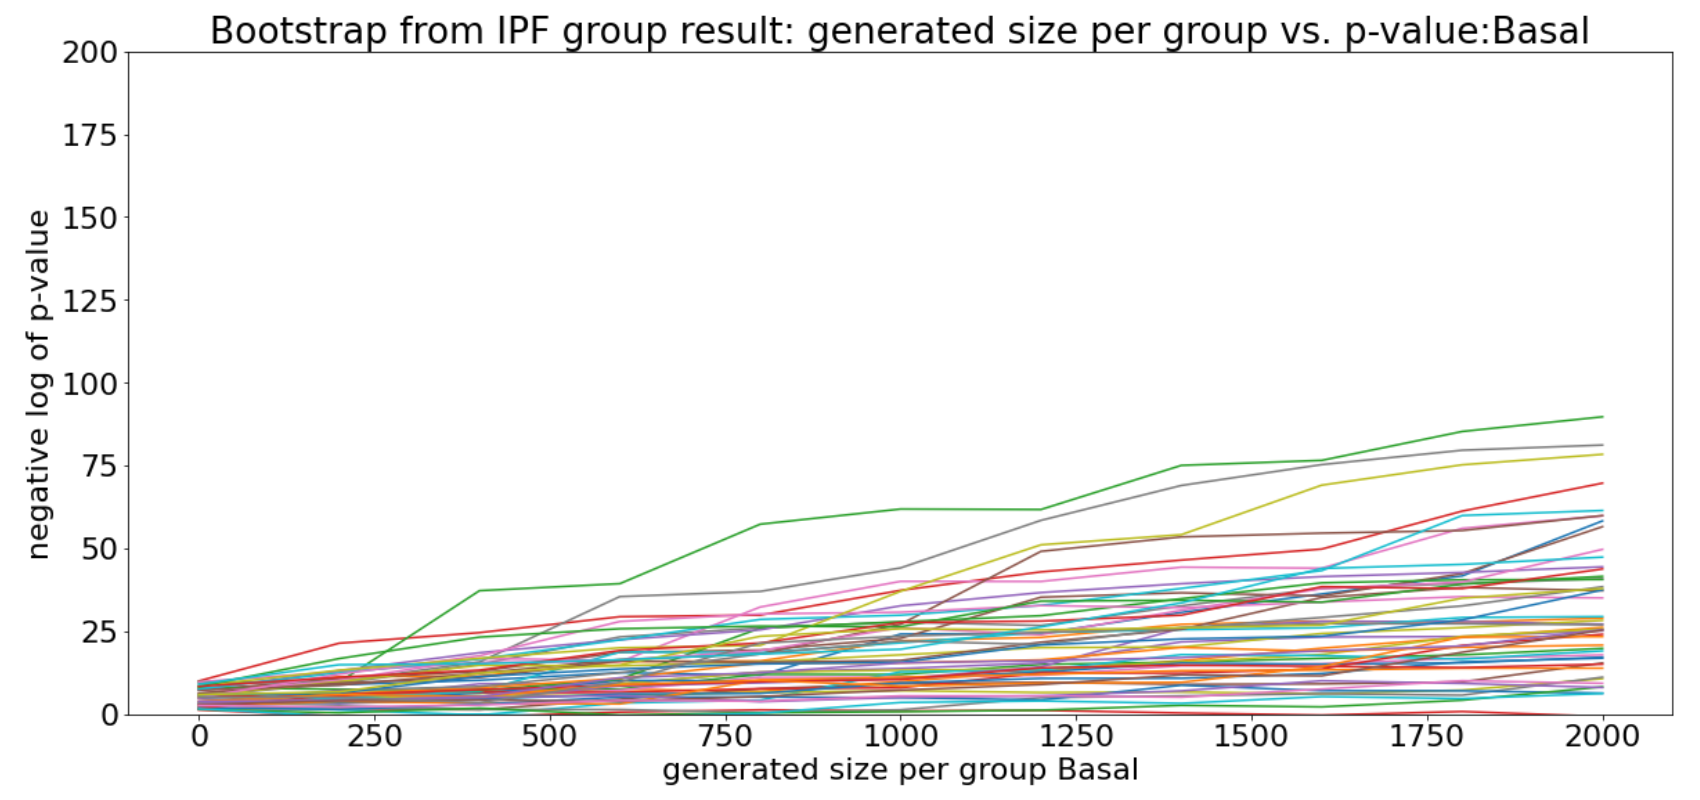 Bootstrap from IPF group result: generated size per group vs. p-value:Basal
200
175
150
125
100
75
50
25
0
negative log of p-value
0 250 500 750 1000 1250 1500 1750 2000
generated size per group Basal